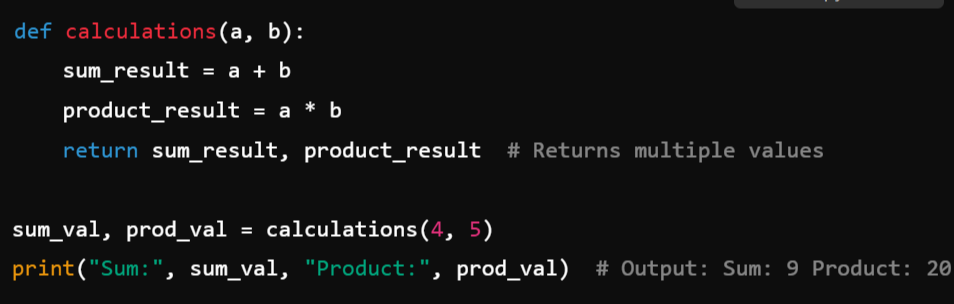 def calculations(a, b):
    sum_result = a + b
    product_result = a * b
    return sum_result, product_result  # Returns multiple values
sum_val, prod_val = calculations(4, 5)
print("Sum:", sum_val, "Product:", prod_val)  # Output: Sum: 9 Product: 20